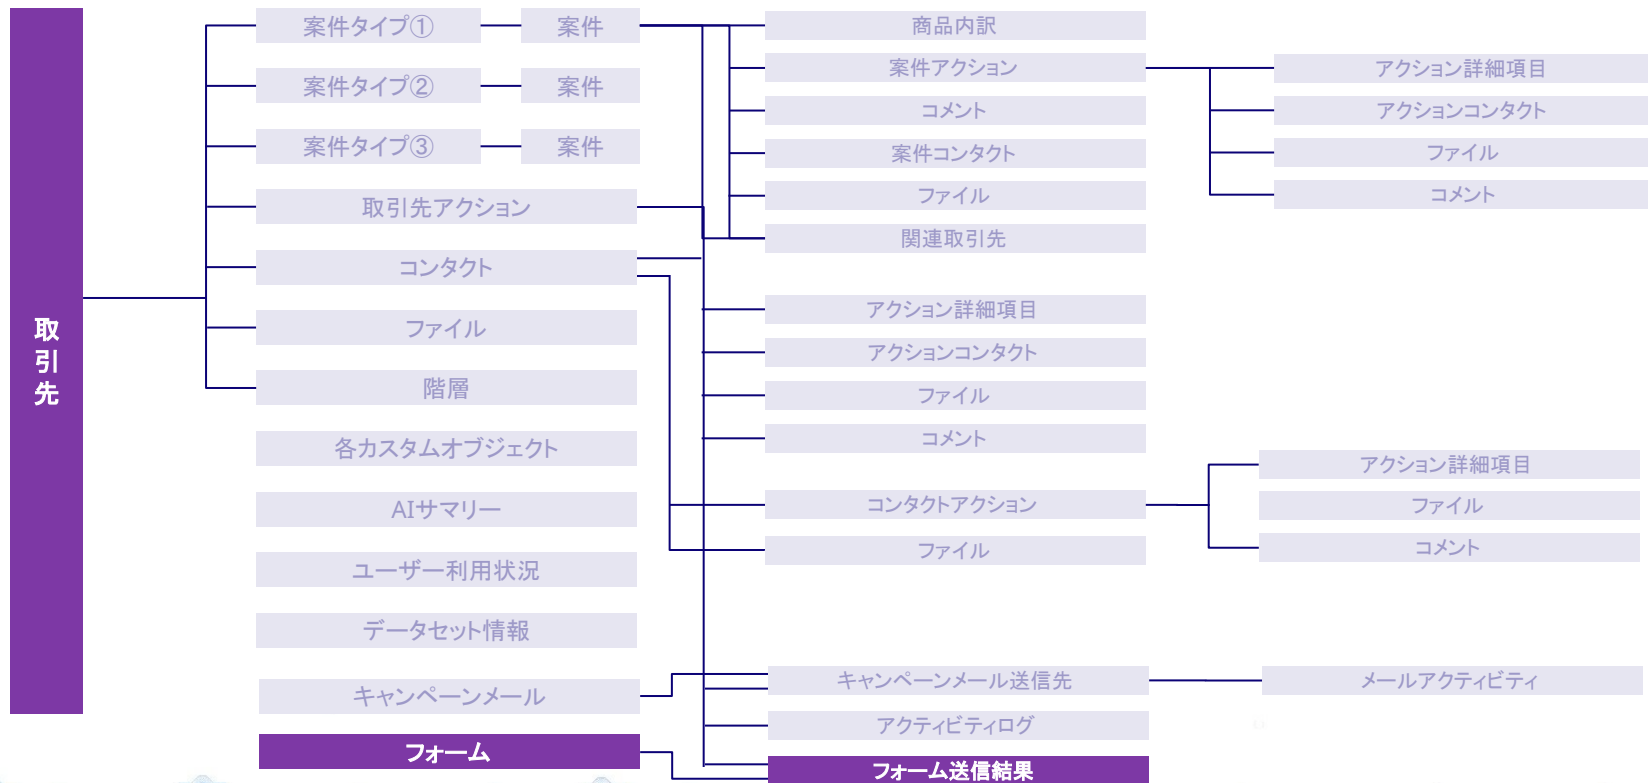 取引先
案件タイプ①
案件
案件タイプ②
案件
案件タイプ③
案件
取引先アクション
コンタクト
ファイル
階層
各カスタムオブジェクト
AIサマリー
ユーザー利用状況
データセット情報
キャンペーンメール
フォーム
商品内訳
案件アクション
コメント
案件コンタクト
ファイル
関連取引先
アクション詳細項目
アクションコンタクト
ファイル
コメント
コンタクトアクション
ファイル
キャンペーンメール送信先
アクティビティログ
フォーム送信結果
アクション詳細項目
アクションコンタクト
ファイル
コメント
アクション詳細項目
ファイル
コメント
メールアクティビティ